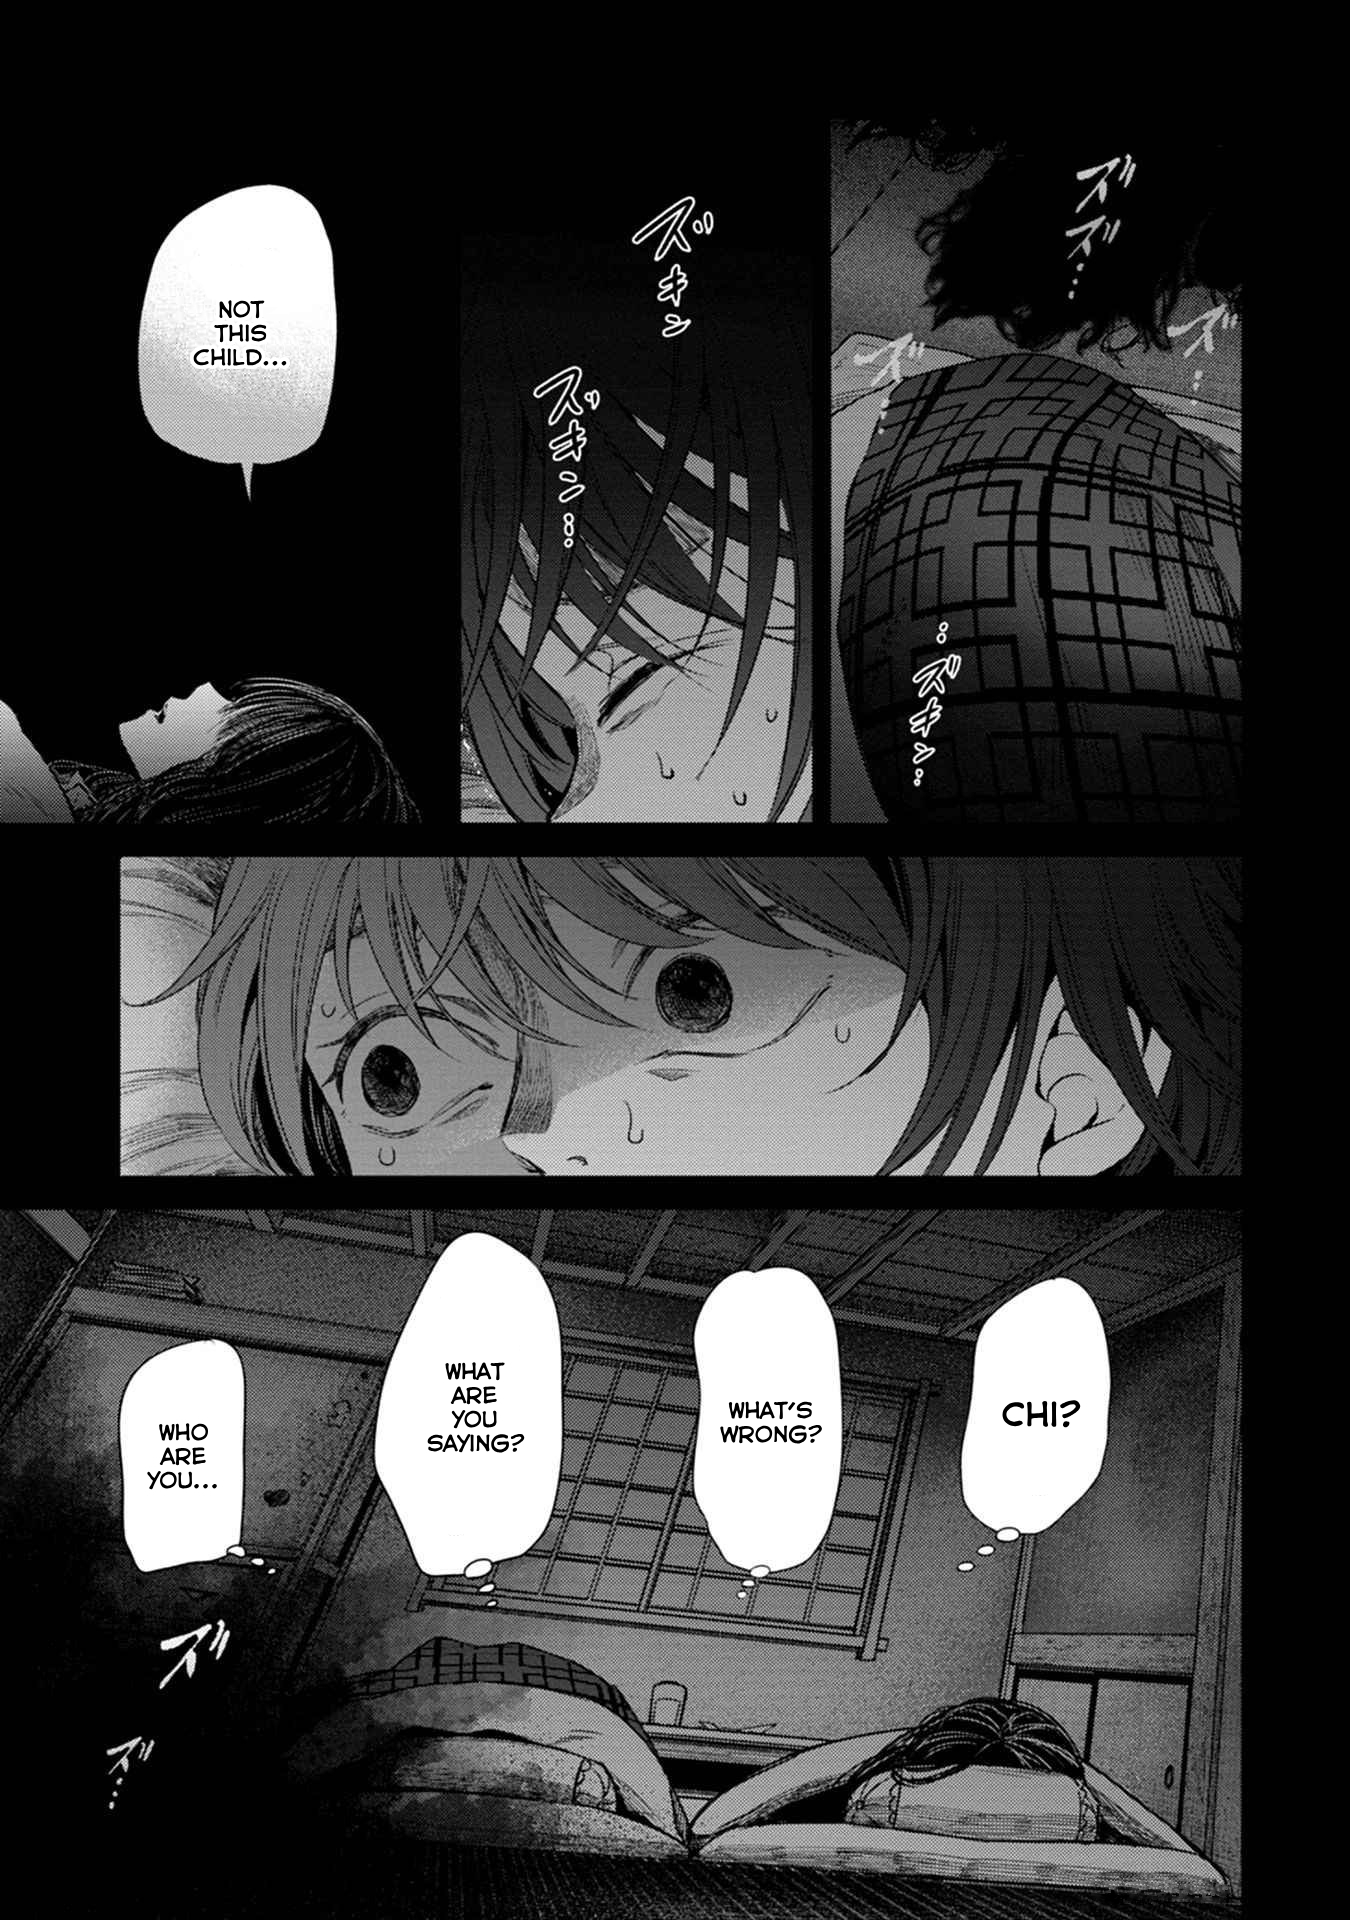 ズ
ズ…
ズ…
ズ…
…ズキン…
ズキン
ズキン…
NOT
THIS
CHILD...
CHI?
WHAT'S
WRONG?
WHAT
ARE
YOU
SAYING?
WHO
ARE
YOU...
ズ
ズ…